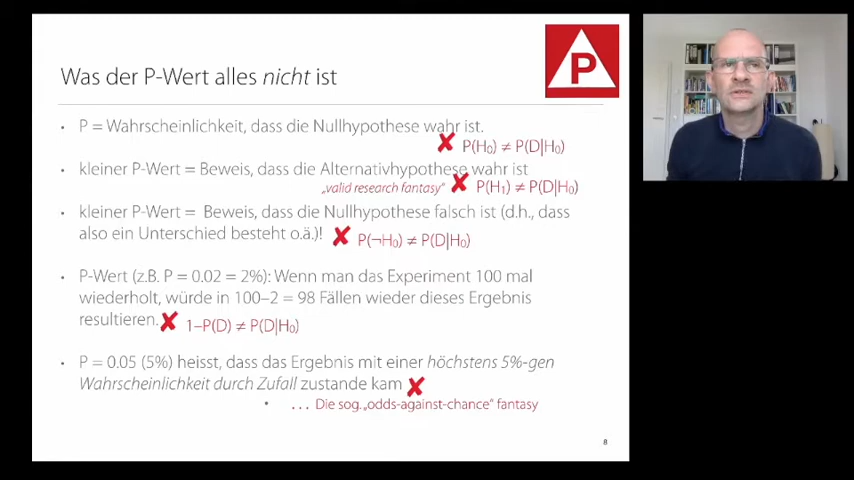 Was der P-Wert alles nicht ist
P
• P = Wahrscheinlichkeit, dass die Nullhypothese wahr ist.
✘ P(H₀) ≠ P(D|H₀)
• kleiner P-Wert = Beweis, dass die Alternativhypothese wahr ist
„valid research fantasy“ ✘ P(H₁) ≠ P(D|H₀)
• kleiner P-Wert = Beweis, dass die Nullhypothese falsch ist (d.h., dass
also ein Unterschied besteht o.ä.)! ✘ P(¬H₀) ≠ P(D|H₀)
• P-Wert (z.B. P = 0.02 = 2%): Wenn man das Experiment 100 mal
wiederholt, würde in 100–2 = 98 Fällen wieder dieses Ergebnis
resultieren. ✘ 1–P(D) ≠ P(D|H₀)
• P = 0.05 (5%) heisst, dass das Ergebnis mit einer höchstens 5%-gen
Wahrscheinlichkeit durch Zufall zustande kam ✘
• . . . Die sog. „odds-against-chance“ fantasy
8